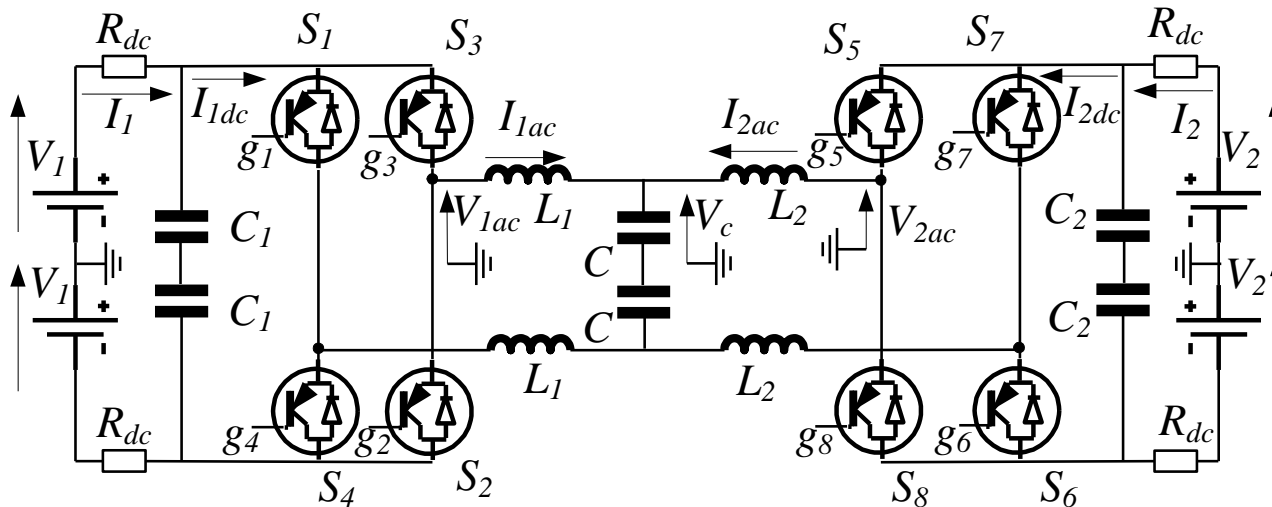 R_dc S_1 S_3 S_5 S_7 R_dc
I_1 I_1dc I_2dc I_2
g_1 g_3 I_1ac I_2ac g_5 g_7
V_1 + - V_1ac L_1 V_c L_2 V_2ac + - V_2
C_1 C C_2
V_1 + - C_1 C C_2 + - V_2
L_1 L_2
R_dc g_4 g_2 g_8 g_6 R_dc
S_4 S_2 S_8 S_6